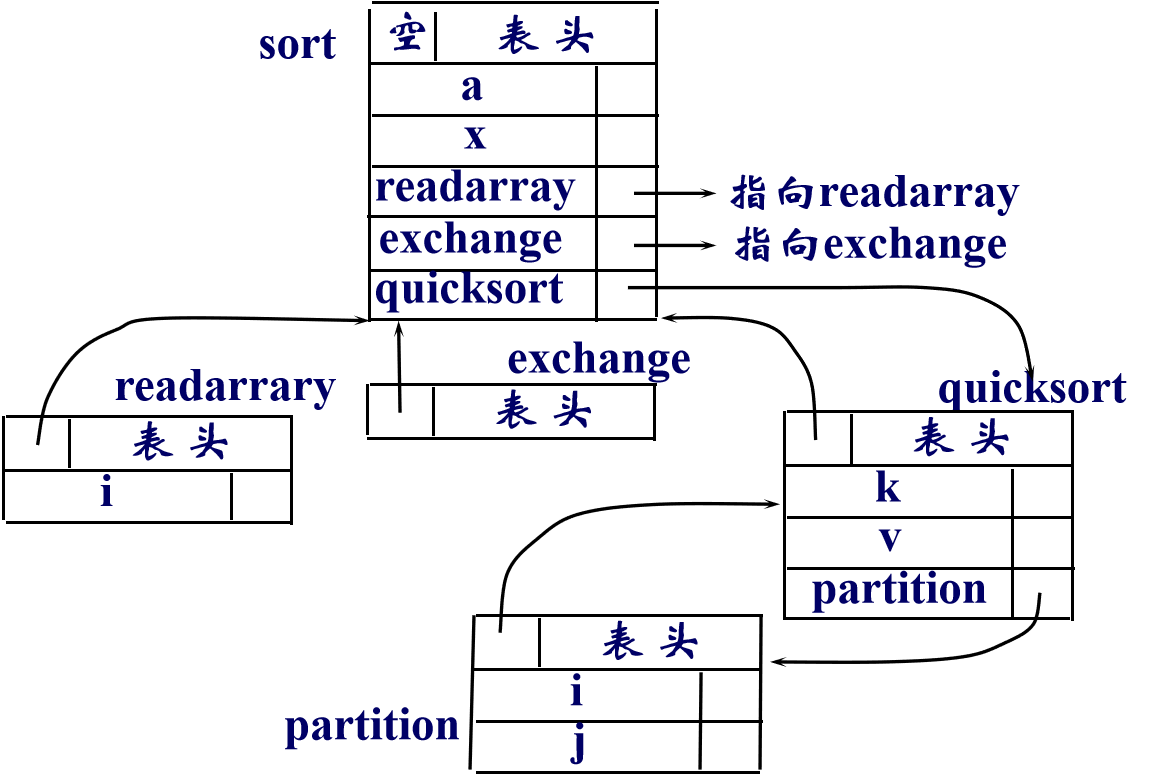 sort
空 表 头
a
x
readarray 指向readarray
exchange 指向exchange
quicksort
readarrary
表 头
i
exchange
表 头
quicksort
表 头
k
v
partition
partition
表 头
i
j